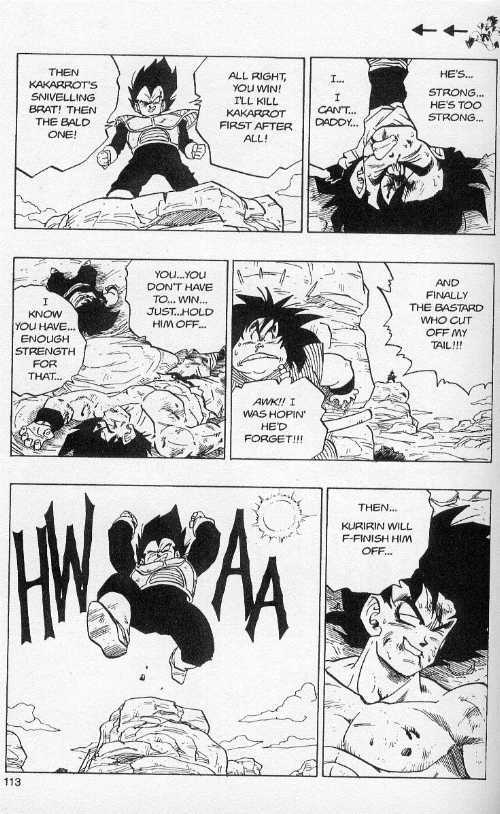 HE'S...
STRONG...
HE'S TOO
STRONG...
I...
I
CAN'T...
DADDY...
ALL RIGHT,
YOU WIN!
I'LL KILL
KAKARROT
FIRST AFTER
ALL!
THEN
KAKARROT'S
SNIVELLING
BRAT! THEN
THE BALD
ONE!
AND
FINALLY
THE BASTARD
WHO CUT
OFF MY
TAIL!!!
AWK!! I
WAS HOPIN'
HE'D
FORGET!!!
YOU...YOU
DON'T HAVE
TO... WIN...
JUST...HOLD
HIM OFF...
I
KNOW
YOU HAVE...
ENOUGH
STRENGTH
FOR
THAT...
THEN...
KURIRIN WILL
F-FINISH HIM
OFF...
HWAA
113